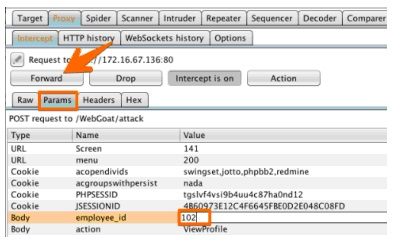 Target Proxy Spider Scanner Intruder Repeater Sequencer Decoder Comparer
Intercept HTTP history WebSockets history Options
Request to //172.16.67.136:80
Forward Drop Intercept is on Action
Raw Params Headers Hex
POST request to /WebGoat/attack
Type Name Value
URL Screen 141
URL menu 200
Cookie acopendivids swingset,jotto,phpbb2,redmine
Cookie acgroupswithpersist nada
Cookie PHPSESSID tgslvf4vsi9b4uu4c87ha0nd12
Cookie JSESSIONID 4B60973E12C4F6645FBE0D2E048C08FD
Body employee_id 102
Body action ViewProfile